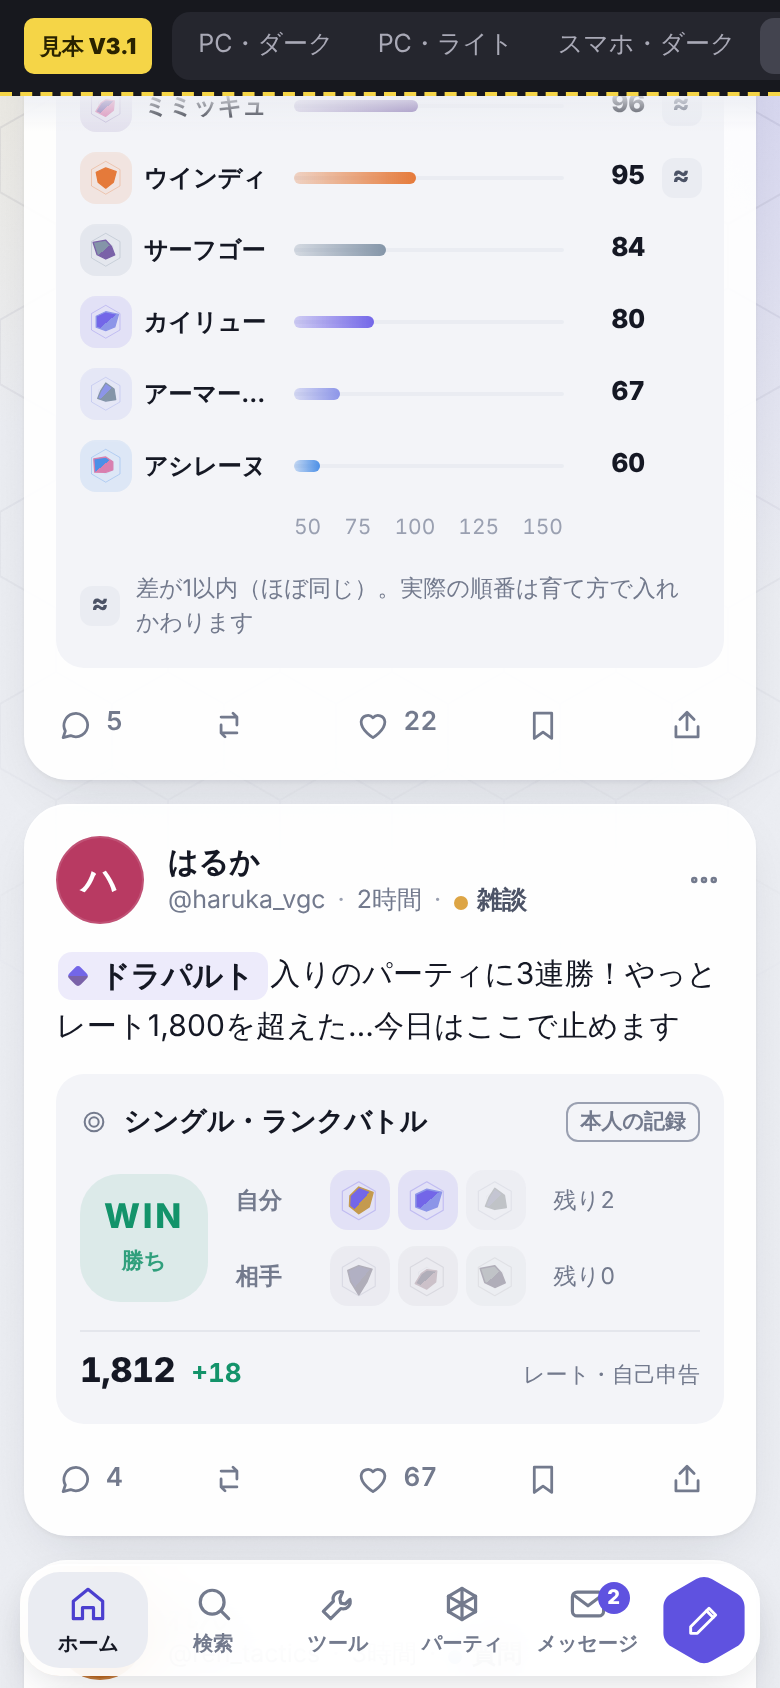 見本 V3.1
PC・ダーク
PC・ライト
スマホ・ダーク
ミミッキュ 96 ≈
ウインディ 95 ≈
サーフゴー 84
カイリュー 80
アーマー... 67
アシレーヌ 60
50 75 100 125 150
≈ 差が1以内（ほぼ同じ）。実際の順番は育て方で入れ
かわります
5 22
ハ
はるか
@haruka_vgc · 2時間 · 雑談
ドラパルト 入りのパーティに3連勝！やっと
レート1,800を超えた...今日はここで止めます
シングル・ランクバトル 本人の記録
WIN
勝ち
自分 残り2
相手 残り0
1,812 +18 レート・自己申告
4 67
2
ホーム 検索 ツール パーティ メッセージ